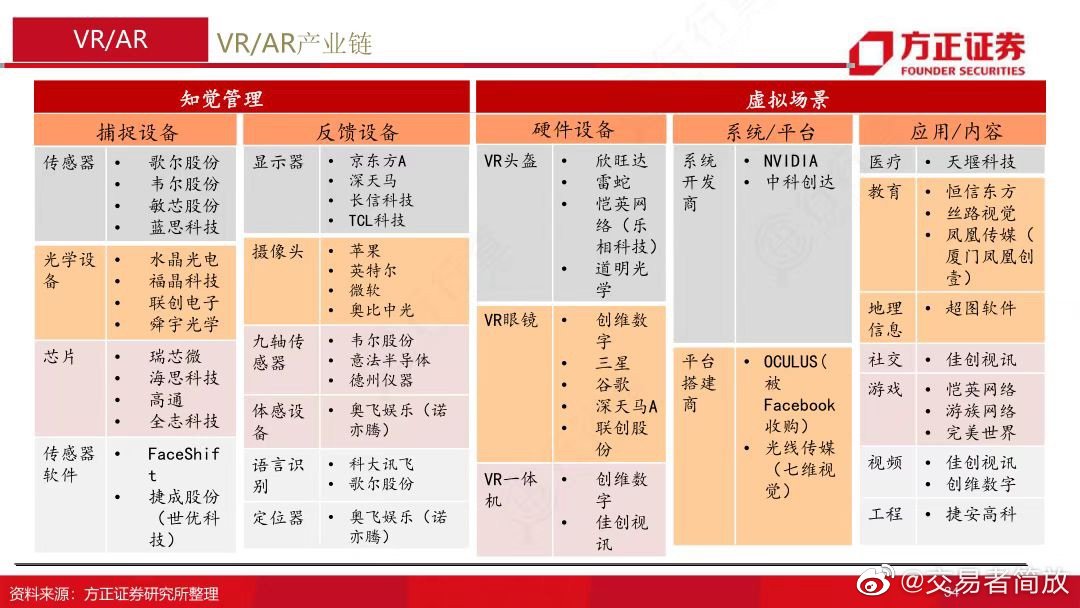 VR/AR
VR/AR产业链
方正证券
FOUNDER SECURITIES
知觉管理
捕捉设备
传感器
• 歌尔股份
• 韦尔股份
• 敏芯股份
• 蓝思科技
光学设
备
• 水晶光电
• 福晶科技
• 联创电子
• 舜宇光学
芯片
• 瑞芯微
• 海思科技
• 高通
• 全志科技
传感器
软件
• FaceShif
t
• 捷成股份
（世优科
技）
反馈设备
显示器
• 京东方A
• 深天马
• 长信科技
• TCL科技
摄像头
• 苹果
• 英特尔
• 微软
• 奥比中光
九轴传
感器
• 韦尔股份
• 意法半导体
• 德州仪器
体感设
备
• 奥飞娱乐（诺
亦腾）
语言识
别
• 科大讯飞
• 歌尔股份
定位器
• 奥飞娱乐（诺
亦腾）
虚拟场景
硬件设备
VR头盔
• 欣旺达
• 雷蛇
• 恺英网
络（乐
相科技）
• 道明光
学
VR眼镜
• 创维数
字
• 三星
• 谷歌
• 深天马A
• 联创股
份
VR一体
机
• 创维数
字
• 佳创视
讯
系统/平台
系统
开发
商
• NVIDIA
• 中科创达
平台
搭建
商
• OCULUS(
被
Facebook
收购）
• 光线传媒
（七维视
觉）
应用/内容
医疗
• 天堰科技
教育
• 恒信东方
• 丝路视觉
• 凤凰传媒（
厦门凤凰创
壹）
地理
信息
• 超图软件
社交
• 佳创视讯
游戏
• 恺英网络
• 游族网络
• 完美世界
视频
• 佳创视讯
• 创维数字
工程
• 捷安高科
资料来源：方正证券研究所整理
@交易者简放